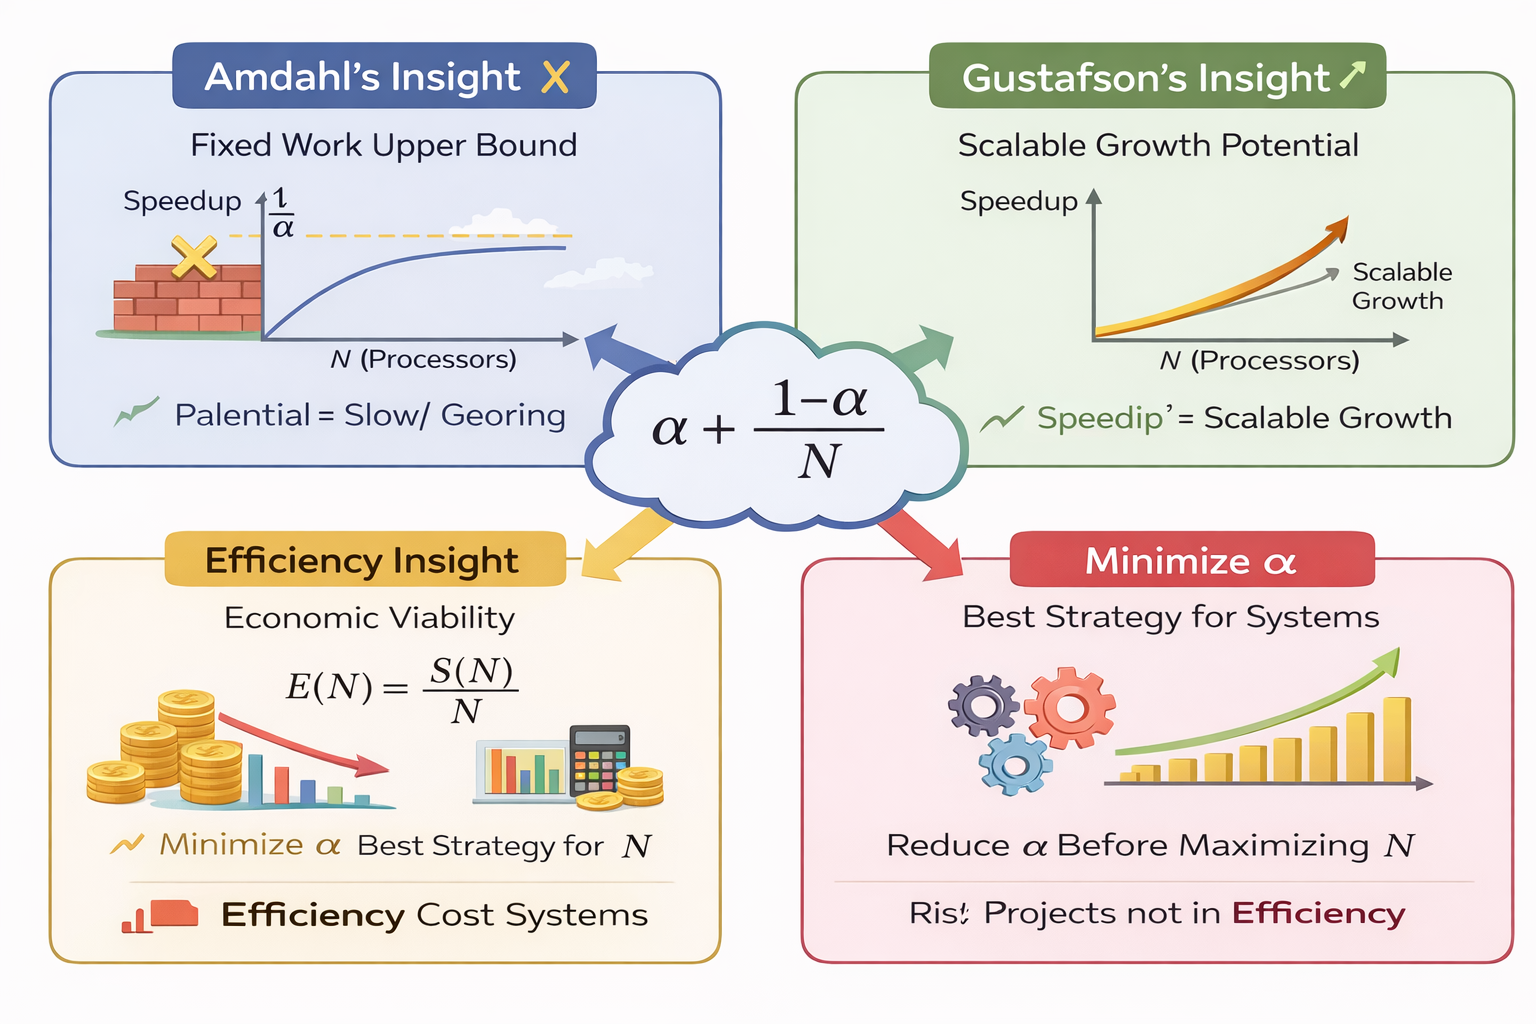 Amdahl's Insight
Fixed Work Upper Bound
Speedup
1/α
N (Processors)
Palential = Slow/ Georing
Gustafson's Insight
Scalable Growth Potential
Speedup
Scalable
Growth
N (Processors)
Speedip' = Scalable Growth
α + 1−α / N
Efficiency Insight
Economic Viability
E(N) = S(N) / N
Minimize α Best Strategy for N
Efficiency Cost Systems
Minimize α
Best Strategy for Systems
Reduce α Before Maximizing N
Projects not in Efficiency